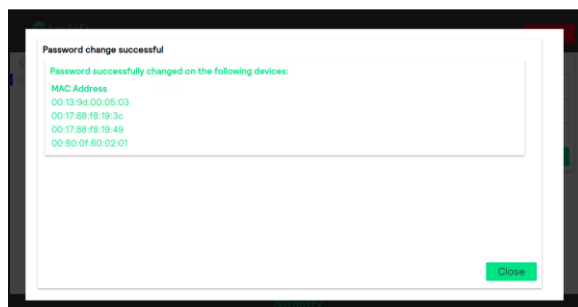 Password change successful
Password successfully changed on the following devices:
MAC Address
00:13:9d:00:05:03
00:17:88:f8:19:3c
00:17:88:f8:19:49
00:80:0f:60:02:01
Close